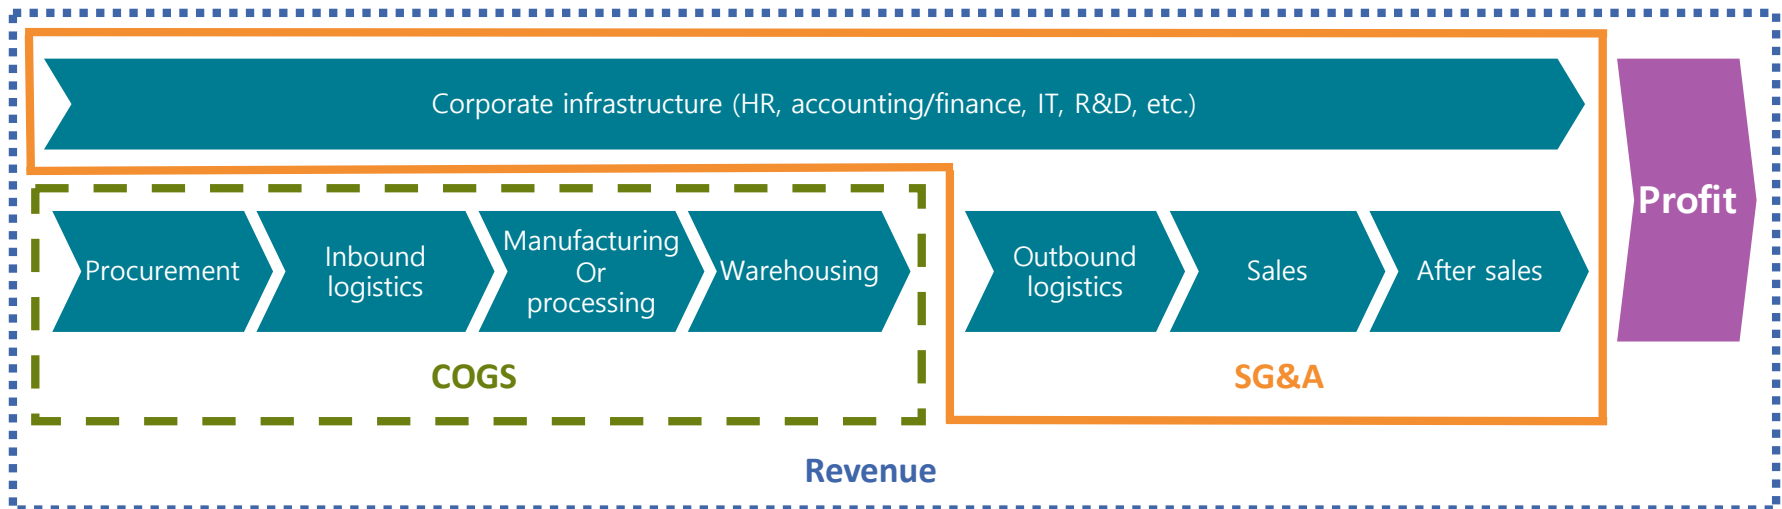 Corporate infrastructure (HR, accounting/finance, IT, R&D, etc.)
Profit
Procurement
Inbound
logistics
Manufacturing
Or
processing
Warehousing
Outbound
logistics
Sales
After sales
COGS
SG&A
Revenue